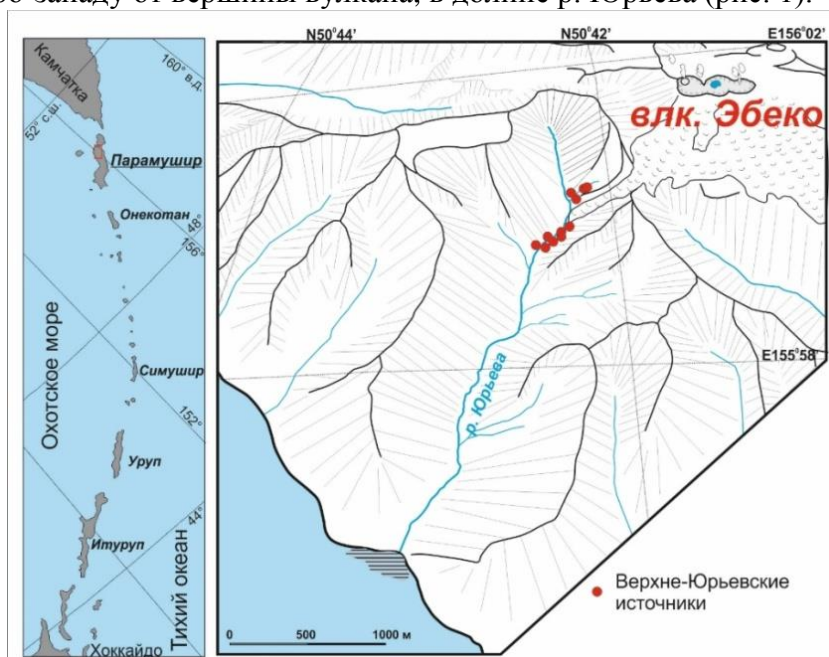 западу от вершины вулкана, в долине р. Юрьева (рис. 1).
Камчатка
160° в.д.
52° с.ш.
Парамушир
Онекотан
48°
156°
Охотское море
Симушир
152°
Уруп
44°
Итуруп
Тихий океан
Хоккайдо
N50°44'
N50°42'
E156°02'
влк. Эбеко
E155°58'
р. Юрьева
Верхне-Юрьевские
источники
0 500 1000 м